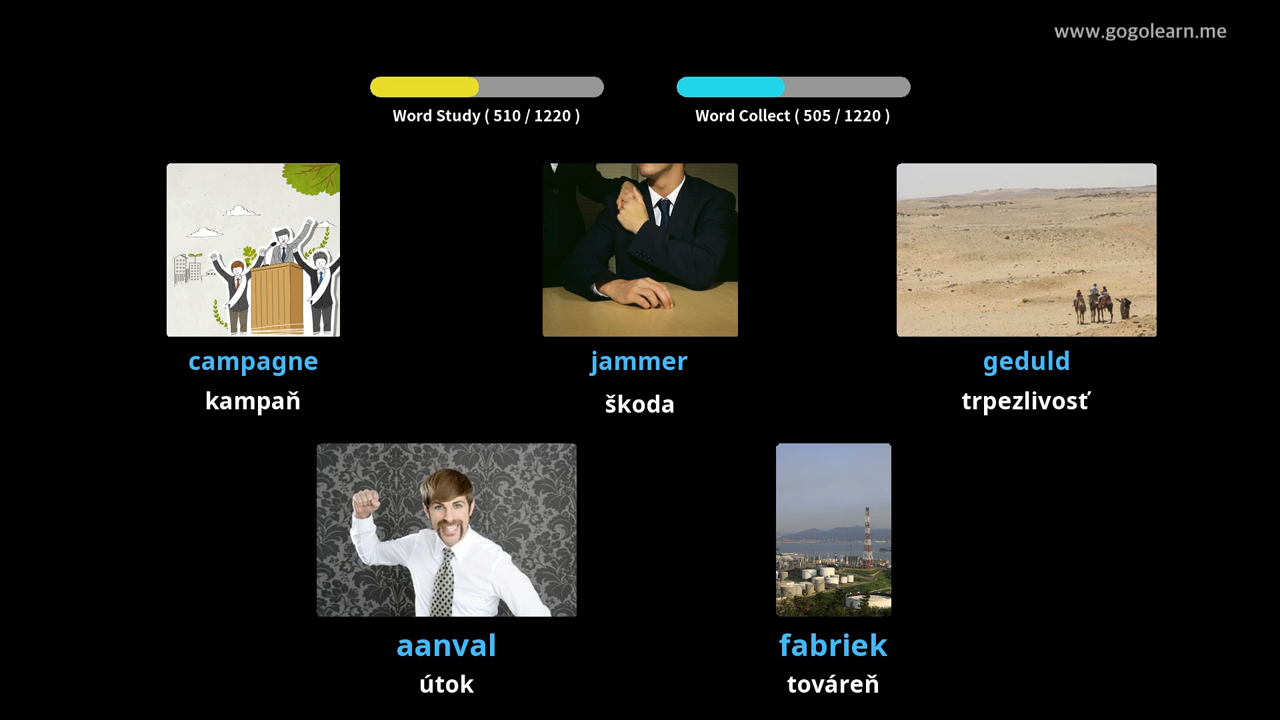 www.gogolearn.me
Word Study ( 510 / 1220 )
Word Collect ( 505 / 1220 )
campagne
kampaň
jammer
škoda
geduld
trpezlivosť
aanval
útok
fabriek
továreň